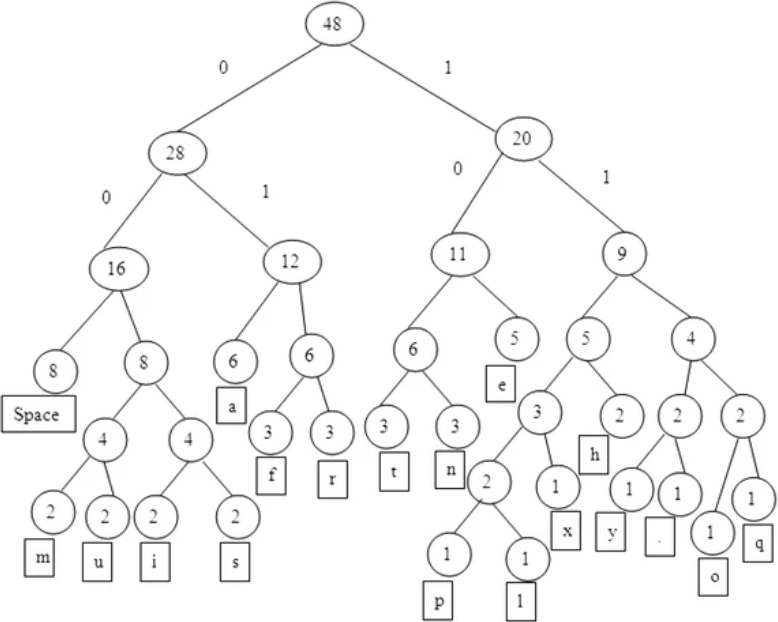 48
0 1
28 20
0 1 0 1
16 12 11 9
8 8 6 6 6 5 5 4
Space a e
4 4 3 3 3 3 3 2 2 2
f r t n h
2 2 2 2 2 1 1 1 1
m u i s x y . q
1 1 1
p l o